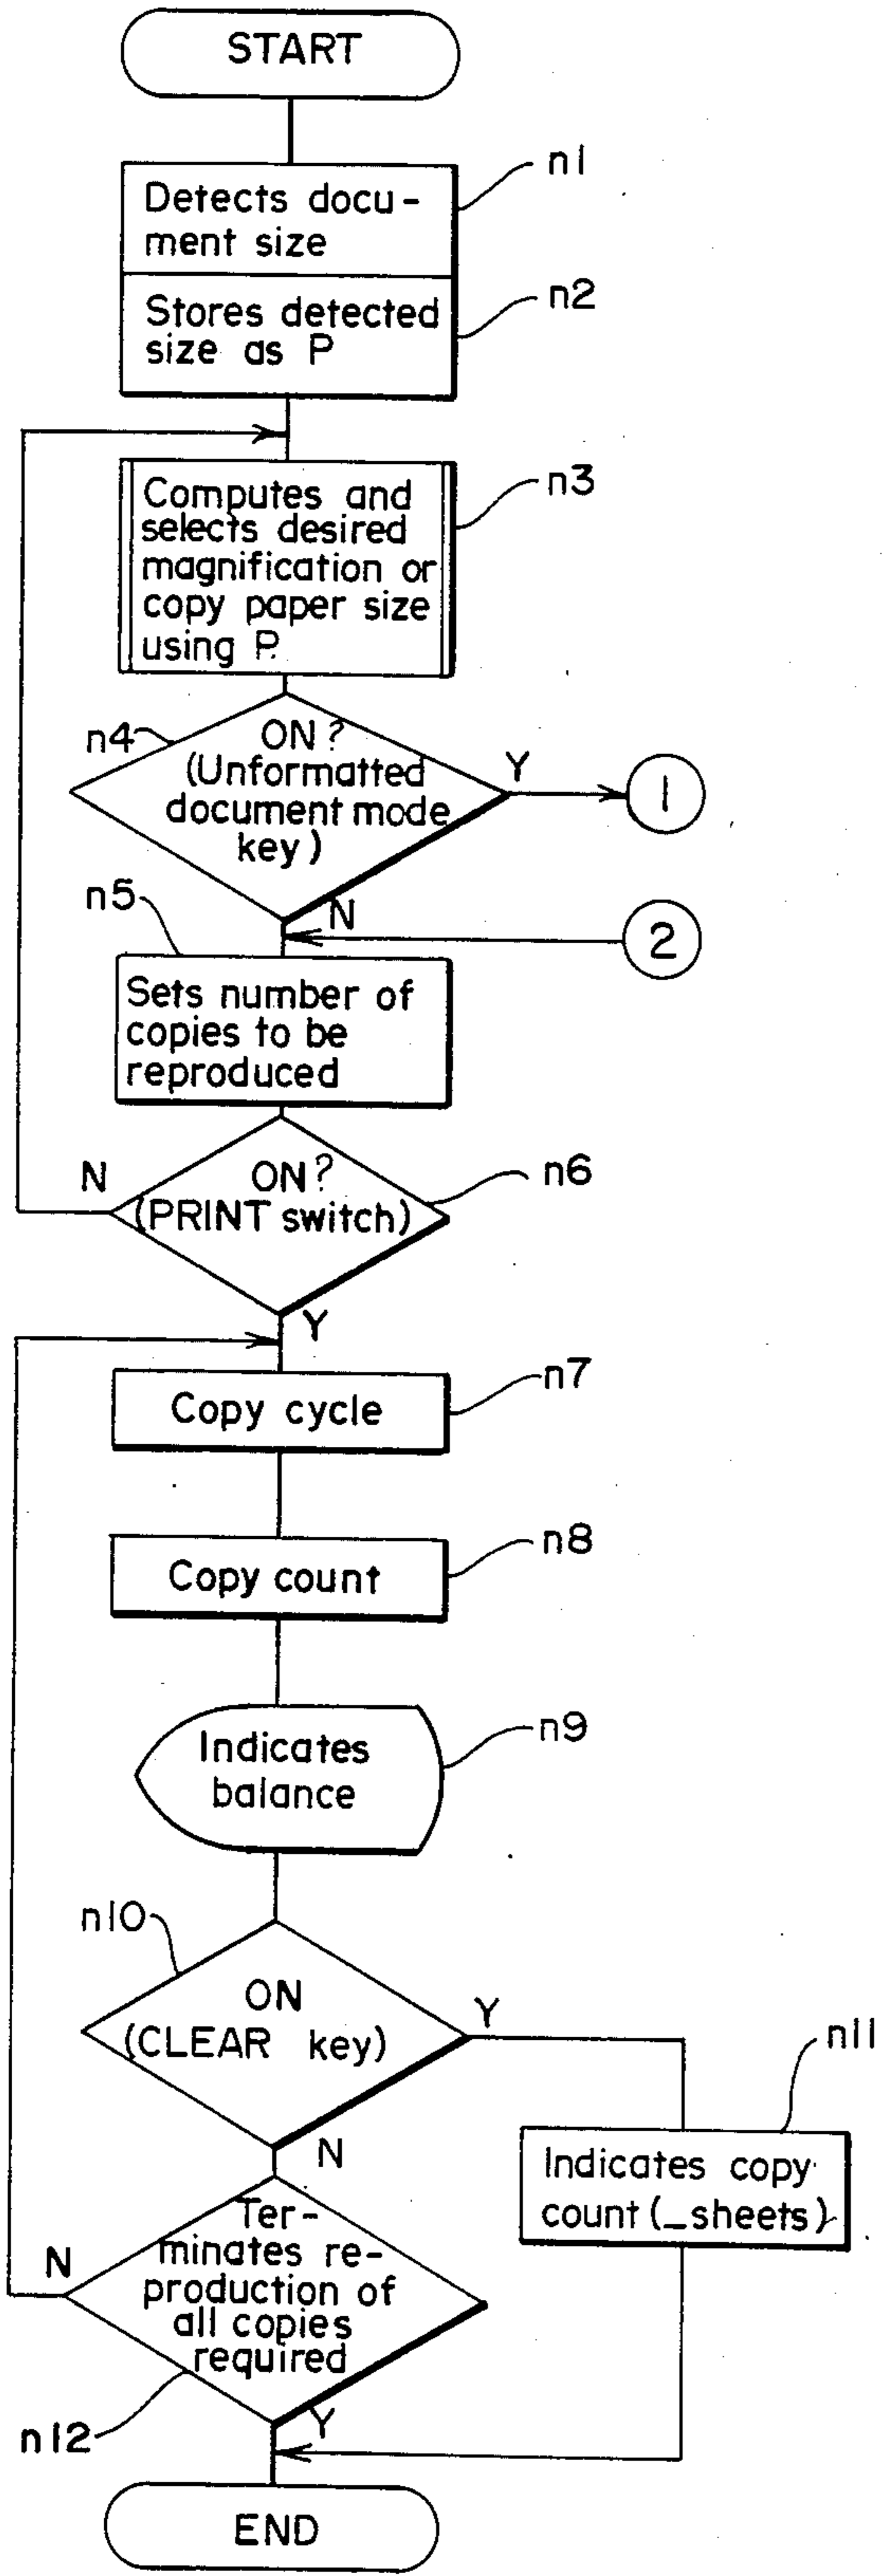 START
n1
Detects docu-
ment size
n2
Stores detected
size as P
n3
Computes and
selects desired
magnification or
copy paper size
using P.
n4
ON?
(Unformatted
document mode
key)
Y
1
N
n5
2
Sets number of
copies to be
reproduced
N
ON?
(PRINT switch)
n6
Y
n7
Copy cycle
n8
Copy count
n9
Indicates
balance
n10
ON
(CLEAR key)
Y
n11
N
Indicates copy
count (_sheets)
N
Ter-
minates re-
production of
all copies
required
n12
Y
END